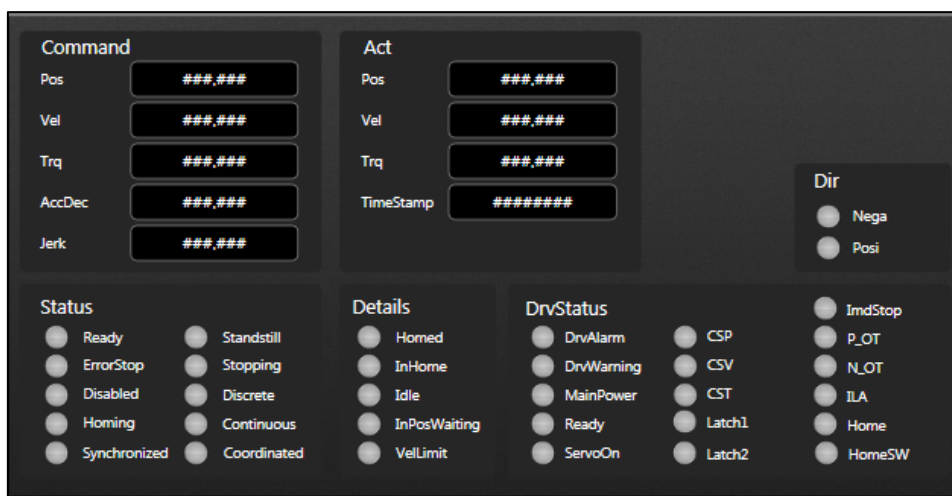 Command
Pos ###.###
Vel ###.###
Trq ###.###
AccDec ###.###
Jerk ###.###
Act
Pos ###.###
Vel ###.###
Trq ###.###
TimeStamp ########
Dir
Nega
Posi
Status
Ready Standstill
ErrorStop Stopping
Disabled Discrete
Homing Continuous
Synchronized Coordinated
Details
Homed
InHome
Idle
InPosWaiting
VelLimit
DrvStatus
DrvAlarm CSP ImdStop
DrvWarning CSV P_OT
MainPower CST N_OT
Ready Latch1 ILA
ServoOn Latch2 Home
HomeSW